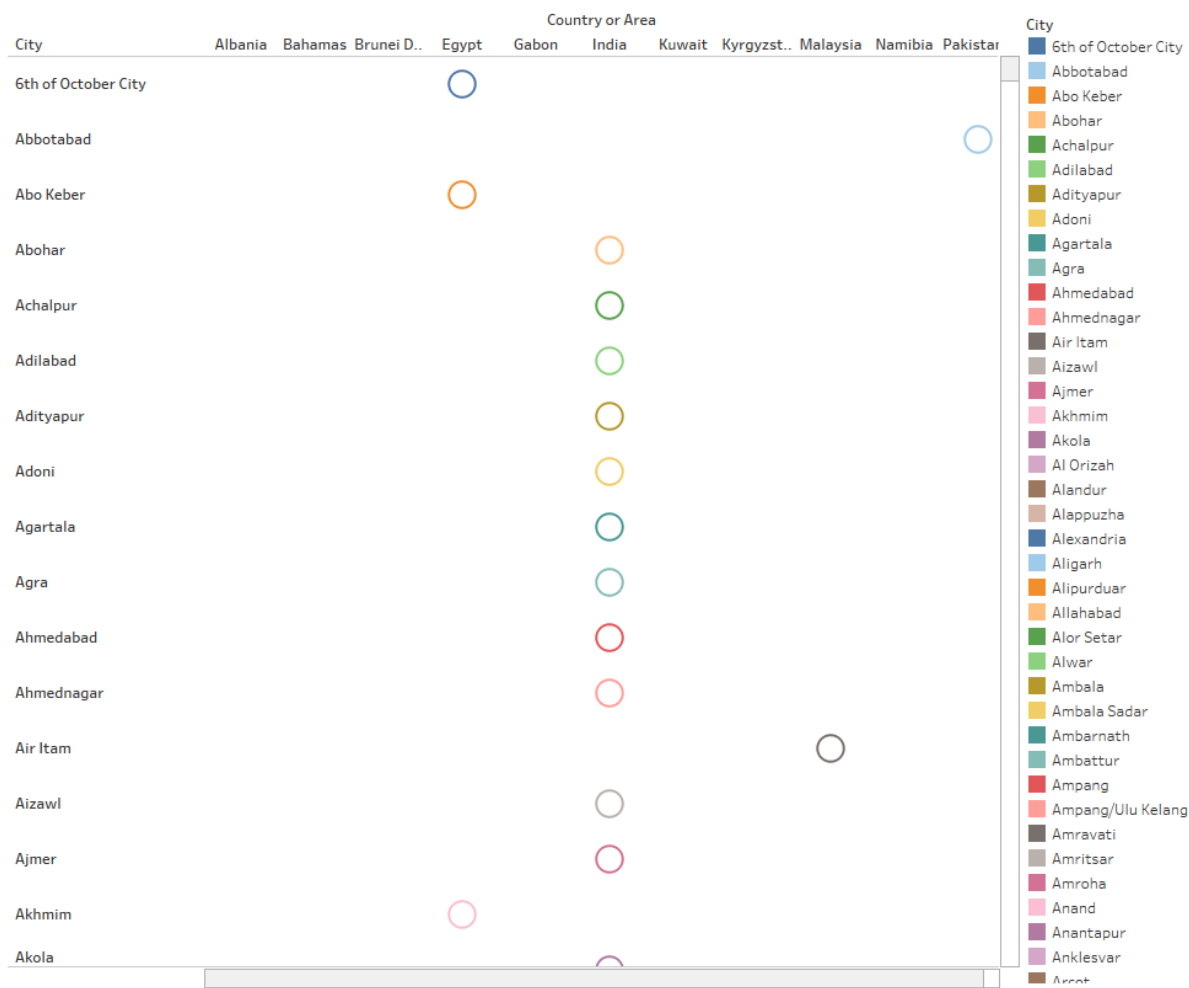 Country or Area
City Albania Bahamas Brunei D.. Egypt Gabon India Kuwait Kyrgyzst.. Malaysia Namibia Pakistan
6th of October City
Abbotabad
Abo Keber
Abohar
Achalpur
Adilabad
Adityapur
Adoni
Agartala
Agra
Ahmedabad
Ahmednagar
Air Itam
Aizawl
Ajmer
Akhmim
Akola
City
6th of October City
Abbotabad
Abo Keber
Abohar
Achalpur
Adilabad
Adityapur
Adoni
Agartala
Agra
Ahmedabad
Ahmednagar
Air Itam
Aizawl
Ajmer
Akhmim
Akola
Al Orizah
Alandur
Alappuzha
Alexandria
Aligarh
Alipurduar
Allahabad
Alor Setar
Alwar
Ambala
Ambala Sadar
Ambarnath
Ambattur
Ampang
Ampang/Ulu Kelang
Amravati
Amritsar
Amroha
Anand
Anantapur
Anklesvar
Arcot